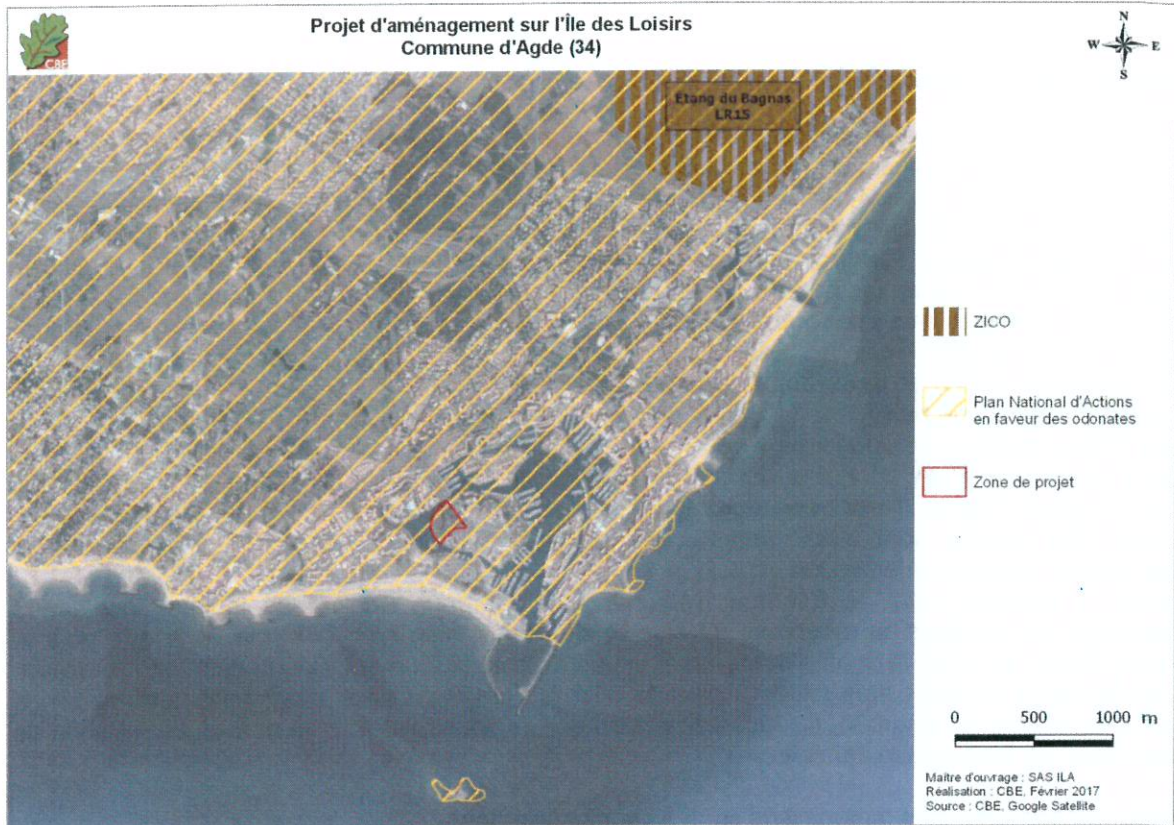 Projet d'aménagement sur l'Île des Loisirs
Commune d'Agde (34)
CBE
N
W E
S
Etang du Bagnas
LR15
ZICO
Plan National d'Actions
en faveur des odonates
Zone de projet
0 500 1000 m
Maître d'ouvrage : SAS ILA
Réalisation : CBE, Février 2017
Source : CBE, Google Satellite